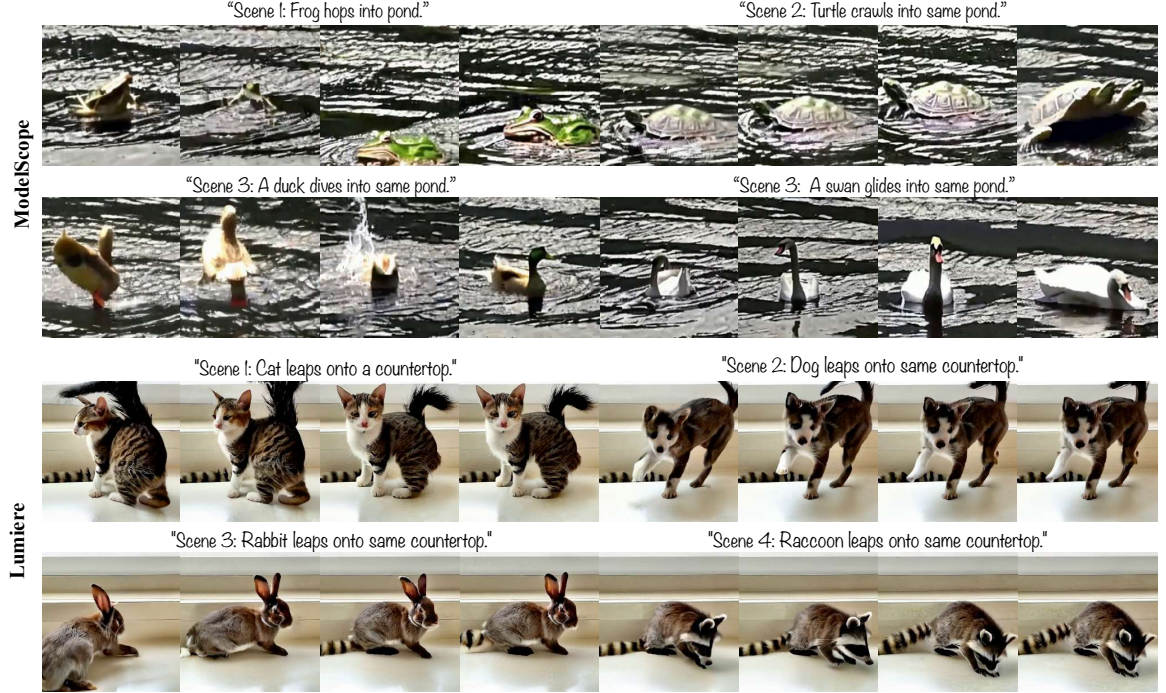 "Scene 1: Frog hops into pond."
"Scene 2: Turtle crawls into same pond."
ModelScope
"Scene 3: A duck dives into same pond."
"Scene 3: A swan glides into same pond."
"Scene 1: Cat leaps onto a countertop."
"Scene 2: Dog leaps onto same countertop."
Lumiere
"Scene 3: Rabbit leaps onto same countertop."
"Scene 4: Raccoon leaps onto same countertop."